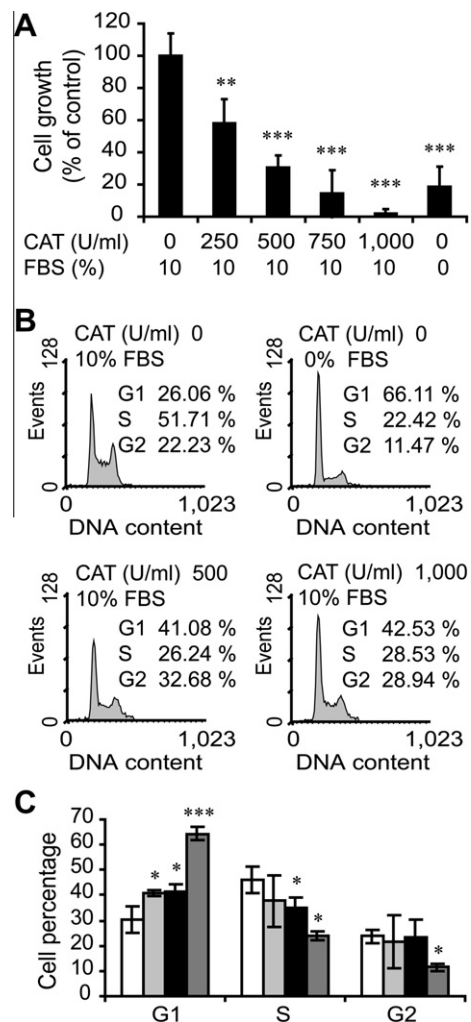 A
Cell growth
(% of control)
120
100
80
60
40
20
0
**
***
***
***
***
CAT (U/ml) 0 250 500 750 1,000 0
FBS (%) 10 10 10 10 10 0
B
CAT (U/ml) 0
10% FBS
G1 26.06 %
S 51.71 %
G2 22.23 %
Events
128
0
0 1,023
DNA content
CAT (U/ml) 0
0% FBS
G1 66.11 %
S 22.42 %
G2 11.47 %
Events
128
0
0 1,023
DNA content
CAT (U/ml) 500
10% FBS
G1 41.08 %
S 26.24 %
G2 32.68 %
Events
128
0
0 1,023
DNA content
CAT (U/ml) 1,000
10% FBS
G1 42.53 %
S 28.53 %
G2 28.94 %
Events
128
0
0 1,023
DNA content
C
Cell percentage
70
60
50
40
30
20
10
0
* * ***
* *
*
G1 S G2